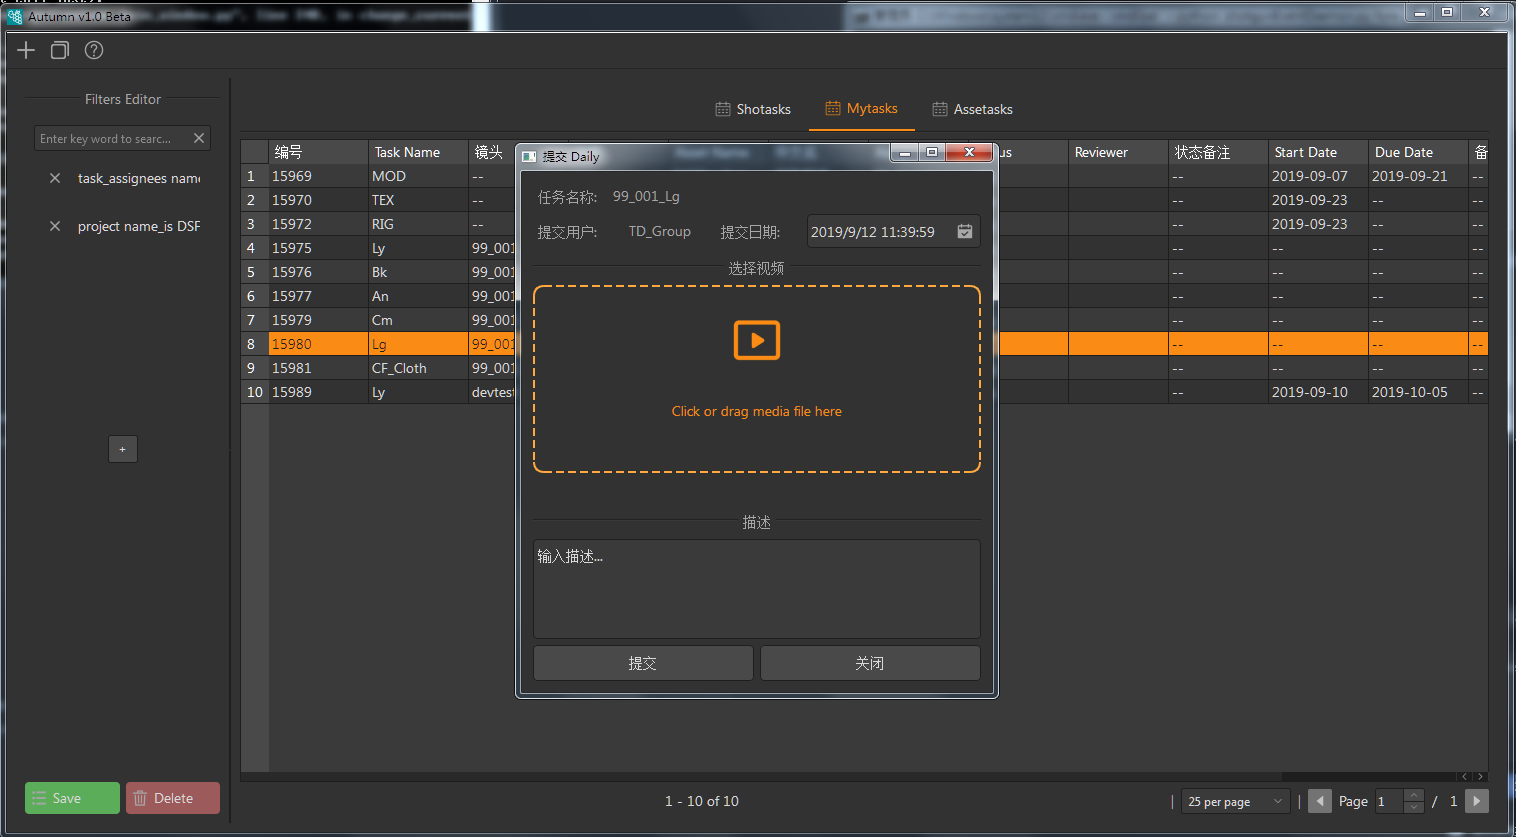 Autumn v1.0 Beta
Filters Editor
Enter key word to searc...
task_assignees name
project name_is DSF
+
Save
Delete
Shotasks
Mytasks
Assetasks
编号 Task Name 镜头 us Reviewer 状态备注 Start Date Due Date 备
1 15969 MOD -- -- 2019-09-07 2019-09-21 --
2 15970 TEX -- -- 2019-09-23 -- --
3 15972 RIG -- -- 2019-09-23 -- --
4 15975 Ly 99_001 -- -- -- --
5 15976 Bk 99_001 -- -- -- --
6 15977 An 99_001 -- -- -- --
7 15979 Cm 99_001 -- -- -- --
8 15980 Lg 99_001 -- -- -- --
9 15981 CF_Cloth 99_001 -- -- -- --
10 15989 Ly devtest -- 2019-09-10 2019-10-05 --
提交 Daily
任务名称: 99_001_Lg
提交用户: TD_Group 提交日期: 2019/9/12 11:39:59
选择视频
Click or drag media file here
描述
输入描述...
提交
关闭
1 - 10 of 10
25 per page
Page 1 / 1